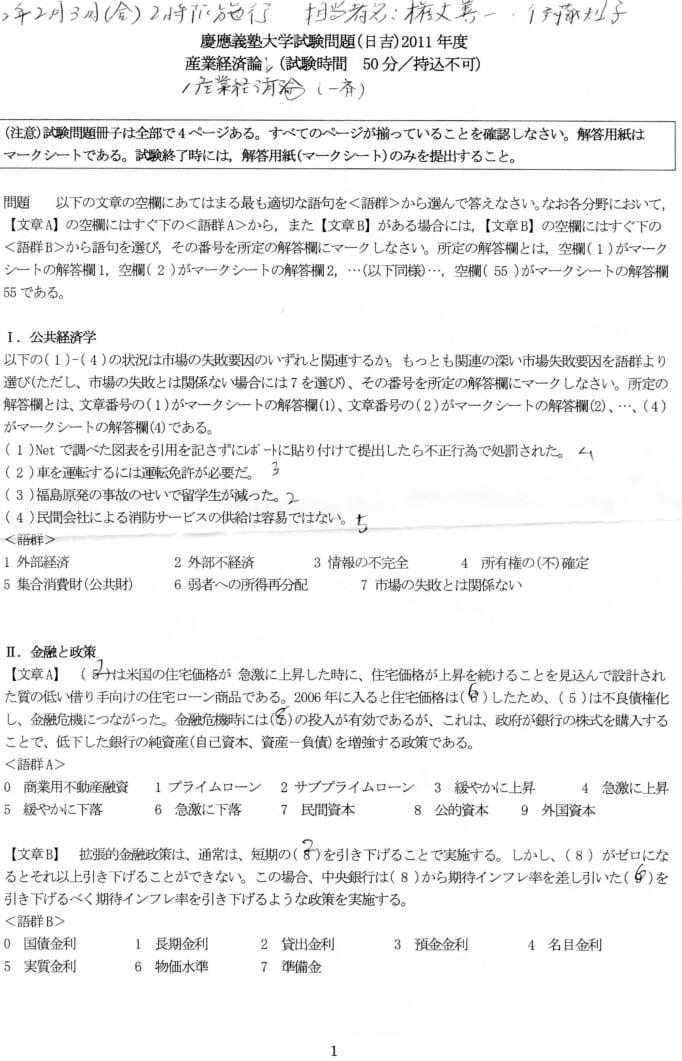 2年2月3日(金)2時限施行 担当者名:権丈善一・伊藤
慶應義塾大学試験問題(日吉)2011 年度
産業経済論 (試験時間 50 分/持込不可)
産業経済論(一斉)
(注意)試験問題冊子は全部で 4 ページある。すべてのページが揃っていることを確認しなさい。解答用紙は
マークシートである。試験終了時には,解答用紙(マークシート)のみを提出すること。
問題 以下の文章の空欄にあてはまる最も適切な語句を<語群>から選んで答えなさい。なお各分野において,
【文章 A】の空欄にはすぐ下の<語群 A>から,また【文章 B】がある場合には,【文章 B】の空欄にはすぐ下の
<語群 B>から語句を選び,その番号を所定の解答欄にマークしなさい。所定の解答欄とは,空欄( 1 )がマーク
シートの解答欄 1,空欄( 2 )がマークシートの解答欄 2,…(以下同様)…,空欄( 55 )がマークシートの解答欄
55 である。
Ⅰ. 公共経済学
以下の( 1 )-( 4 )の状況は市場の失敗要因のいずれと関連するか。もっとも関連の深い市場失敗要因を語群より
選び(ただし、市場の失敗とは関係ない場合には 7 を選び)、その番号を所定の解答欄にマークしなさい。所定の
解答欄とは、文章番号の( 1 )がマークシートの解答欄(1)、文章番号の( 2 )がマークシートの解答欄(2)、…、( 4 )
がマークシートの解答欄(4)である。
( 1 )Net で調べた図表を引用を記さずにレポートに貼り付けて提出したら不正行為で処罰された。 4
( 2 )車を運転するには運転免許が必要だ。 3
( 3 )福島原発の事故のせいで留学生が減った。 2
( 4 )民間会社による消防サービスの供給は容易ではない。 5
<語群>
1 外部経済 2 外部不経済 3 情報の不完全 4 所有権の(不)確定
5 集合消費財(公共財) 6 弱者への所得再分配 7 市場の失敗とは関係ない
Ⅱ. 金融と政策
【文章 A】 ( 5 )は米国の住宅価格が 急激に上昇した時に、住宅価格が上昇を続けることを見込んで設計され
た質の低い借り手向けの住宅ローン商品である。2006 年に入ると住宅価格は( 6 )したため、( 5 )は不良債権化
し、金融危機につながった。金融危機時には( )の投入が有効であるが、これは、政府が銀行の株式を購入する
ことで、低下した銀行の純資産(自己資本、資産-負債)を増強する政策である。
<語群 A>
0 商業用不動産融資 1 プライムローン 2 サブプライムローン 3 緩やかに上昇 4 急激に上昇
5 緩やかに下落 6 急激に下落 7 民間資本 8 公的資本 9 外国資本
【文章 B】 拡張的金融政策は、通常は、短期の( 8 )を引き下げることで実施する。しかし、( 8 ) がゼロにな
るとそれ以上引き下げることができない。この場合、中央銀行は( 8 )から期待インフレ率を差し引いた( )を
引き下げるべく期待インフレ率を引き下げるような政策を実施する。
<語群 B>
0 国債金利 1 長期金利 2 貸出金利 3 預金金利 4 名目金利
5 実質金利 6 物価水準 7 準備金
1